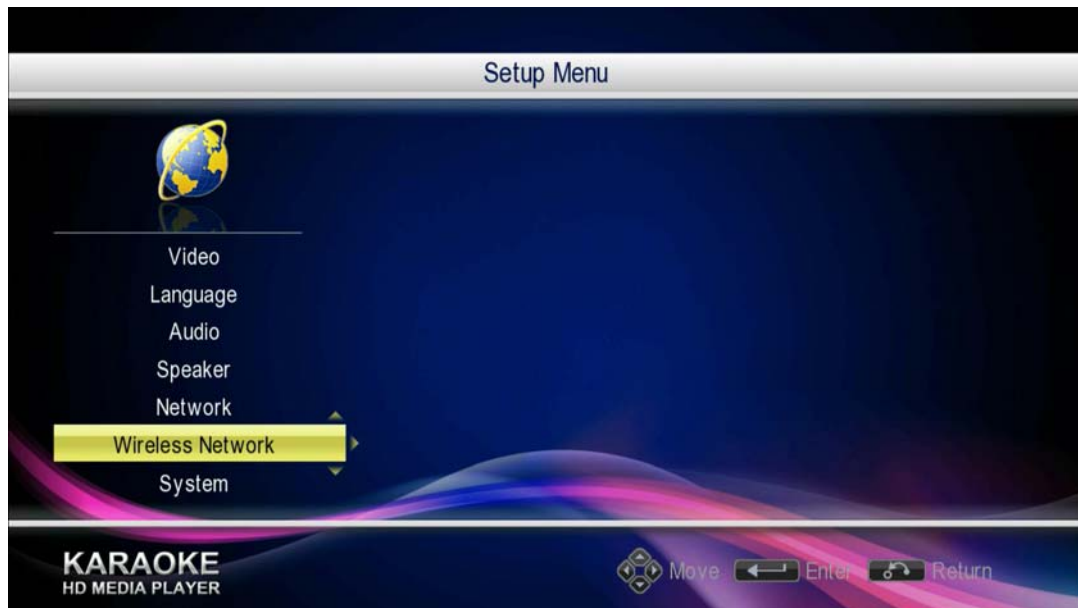 Setup Menu
Video
Language
Audio
Speaker
Network
Wireless Network
System
KARAOKE
HD MEDIA PLAYER
Move Enter Return